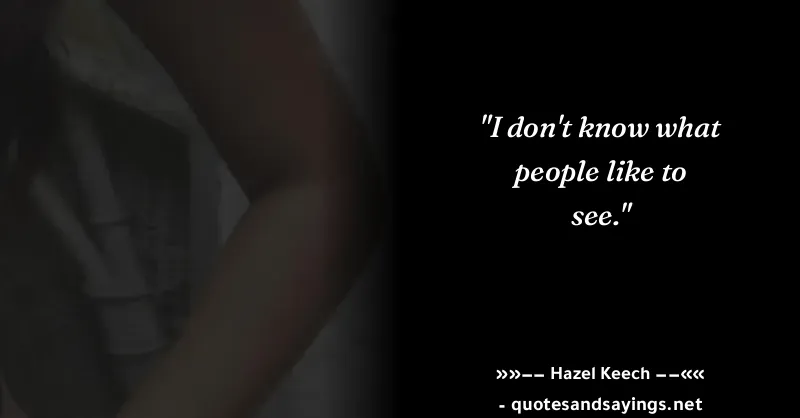 "I don't know what
people like to
see."
»»−− Hazel Keech −−««
- quotesandsayings.net